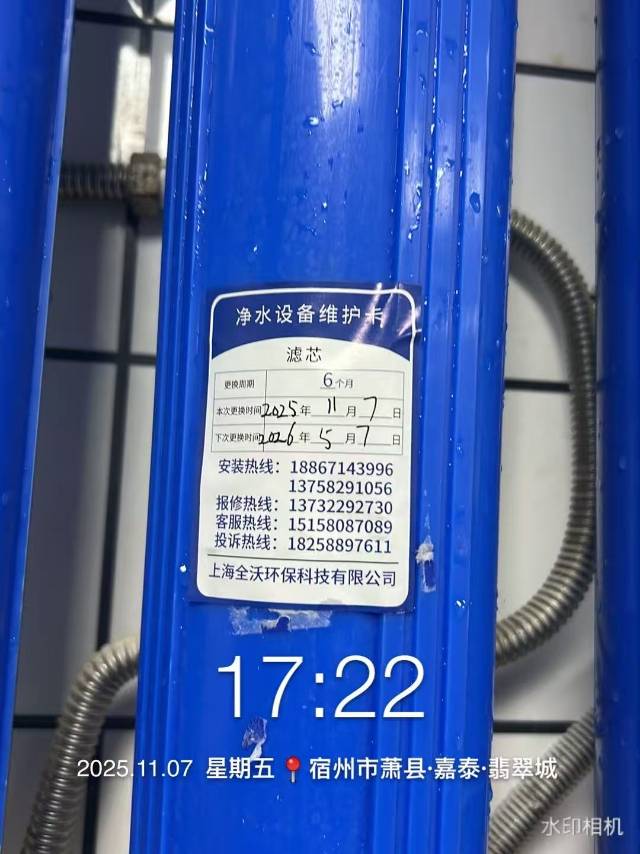 净水设备维护卡
滤芯
更换周期 6个月
本次更换时间 2025年 11月 7日
下次更换时间 2026年 5月 7日
安装热线：18867143996
13758291056
报修热线：13732292730
客服热线：15158087089
投诉热线：18258897611
上海全沃环保科技有限公司
17:22
2025.11.07 星期五 宿州市萧县·嘉泰·翡翠城
水印相机